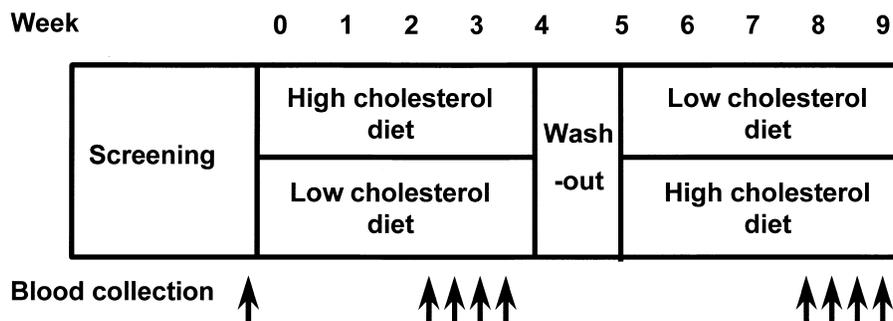 Week 0 1 2 3 4 5 6 7 8 9
High cholesterol
diet
Low cholesterol
diet
Screening
Wash
-out
Low cholesterol
diet
High cholesterol
diet
Blood collection